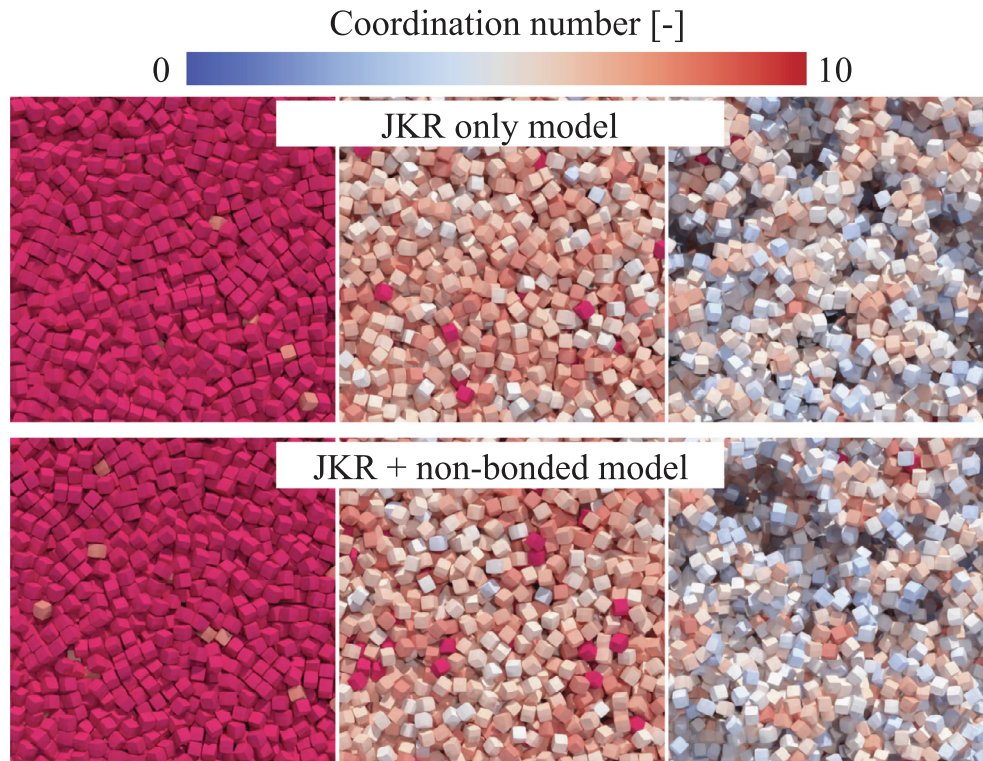 Coordination number [-]
0
10
JKR only model
JKR + non-bonded model